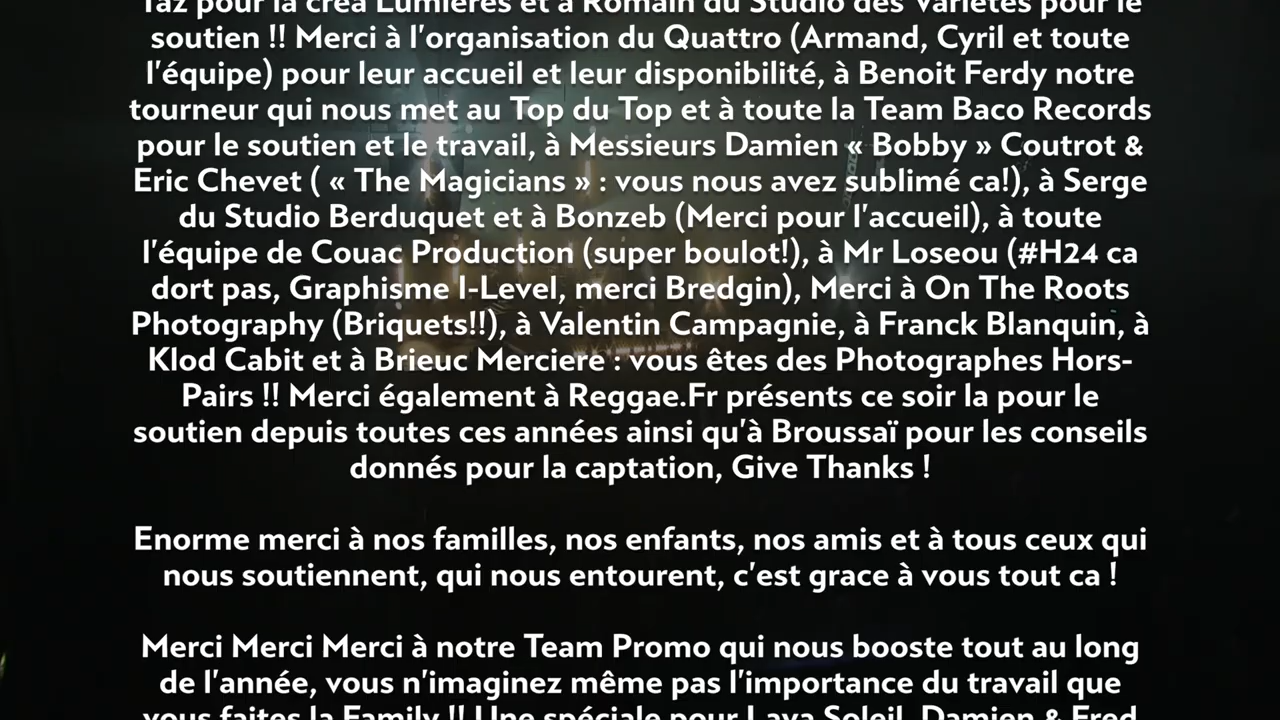 Taz pour la créa Lumières et à Romain du Studio des Variétés pour le
soutien !! Merci à l'organisation du Quattro (Armand, Cyril et toute
l'équipe) pour leur accueil et leur disponibilité, à Benoit Ferdy notre
tourneur qui nous met au Top du Top et à toute la Team Baco Records
pour le soutien et le travail, à Messieurs Damien « Bobby » Coutrot &
Eric Chevet ( « The Magicians » : vous nous avez sublimé ca!), à Serge
du Studio Berduquet et à Bonzeb (Merci pour l'accueil), à toute
l'équipe de Couac Production (super boulot!), à Mr Loseou (#H24 ca
dort pas, Graphisme I-Level, merci Bredgin), Merci à On The Roots
Photography (Briquets!!), à Valentin Campagnie, à Franck Blanquin, à
Klod Cabit et à Brieuc Merciere : vous êtes des Photographes Hors-
Pairs !! Merci également à Reggae.Fr présents ce soir la pour le
soutien depuis toutes ces années ainsi qu'à Broussaï pour les conseils
donnés pour la captation, Give Thanks !
Enorme merci à nos familles, nos enfants, nos amis et à tous ceux qui
nous soutiennent, qui nous entourent, c'est grace à vous tout ca !
Merci Merci Merci à notre Team Promo qui nous booste tout au long
de l'année, vous n'imaginez même pas l'importance du travail que
vous faites la Family !! Une spéciale pour Lava Soleil, Damien & Fred